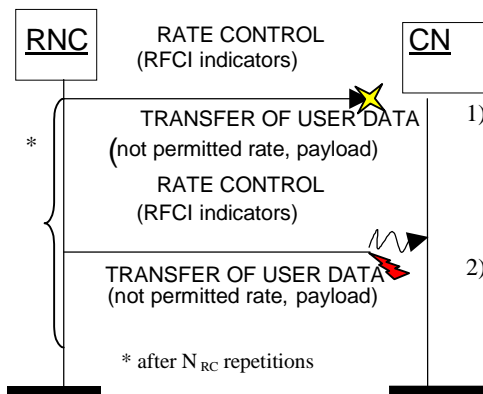 RNC
CN
RATE CONTROL
(RFCI indicators)
1)
TRANSFER OF USER DATA
*
(not permitted rate, payload)
RATE CONTROL
(RFCI indicators)
2)
TRANSFER OF USER DATA
(not permitted rate, payload)
* after N RC repetitions